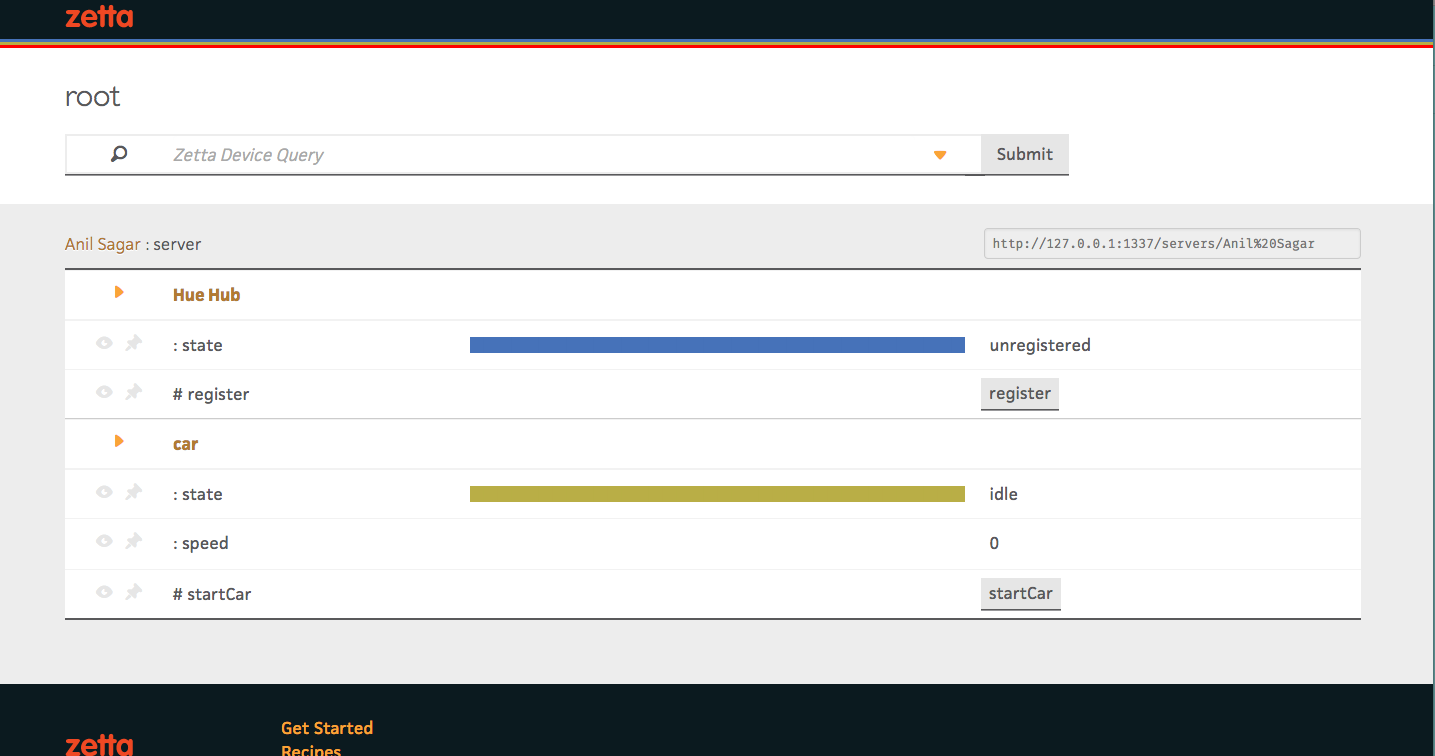 zetta
root
Zetta Device Query
Submit
Anil Sagar : server
http://127.0.0.1:1337/servers/Anil%20Sagar
Hue Hub
: state unregistered
# register register
car
: state idle
: speed 0
# startCar startCar
zetta
Get Started
Recipes